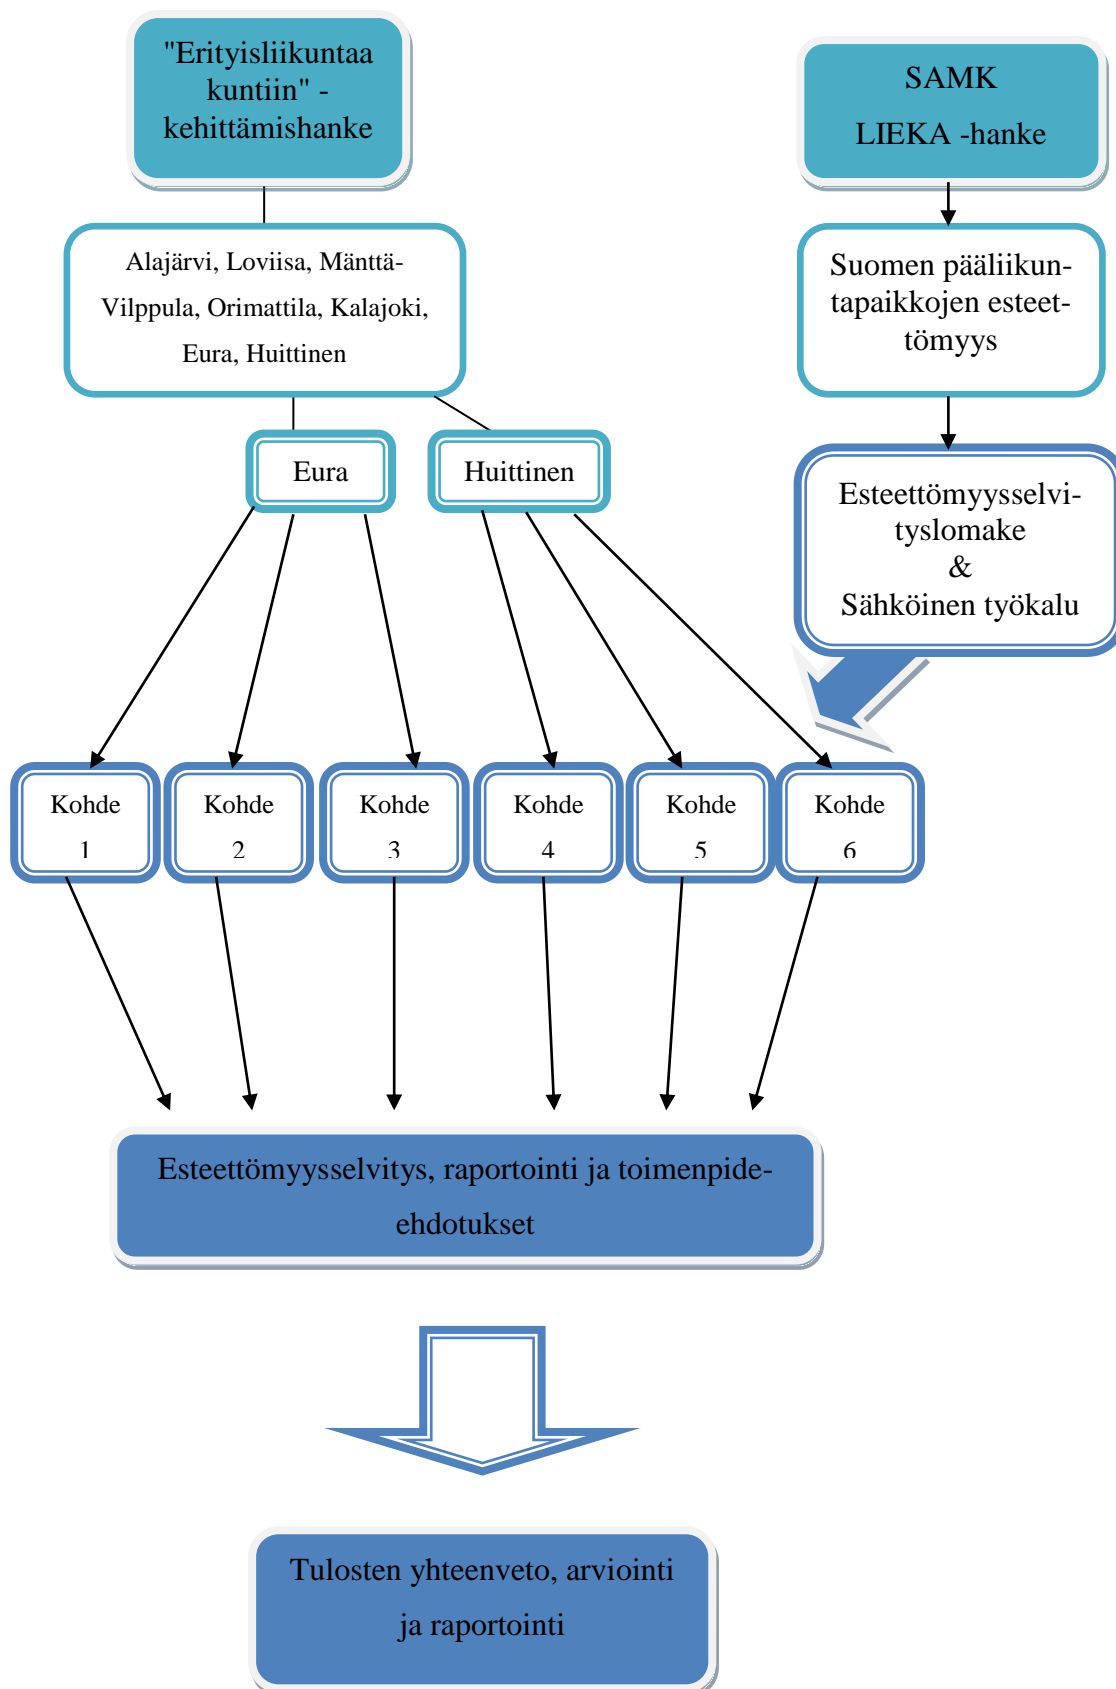 "Erityisliikuntaa
kuntiin" -
kehittämishanke
SAMK
LIEKA -hanke
Alajärvi, Loviisa, Mänttä-
Vilppula, Orimattila, Kalajoki,
Eura, Huittinen
Suomen pääliikun-
tapaikkojen esteet-
tömyys
Eura
Huittinen
Esteettömyysselvi-
tyslomake
&
Sähköinen työkalu
Kohde
1
Kohde
2
Kohde
3
Kohde
4
Kohde
5
Kohde
6
Esteettömyysselvitys, raportointi ja toimenpide-
ehdotukset
Tulosten yhteenveto, arviointi
ja raportointi